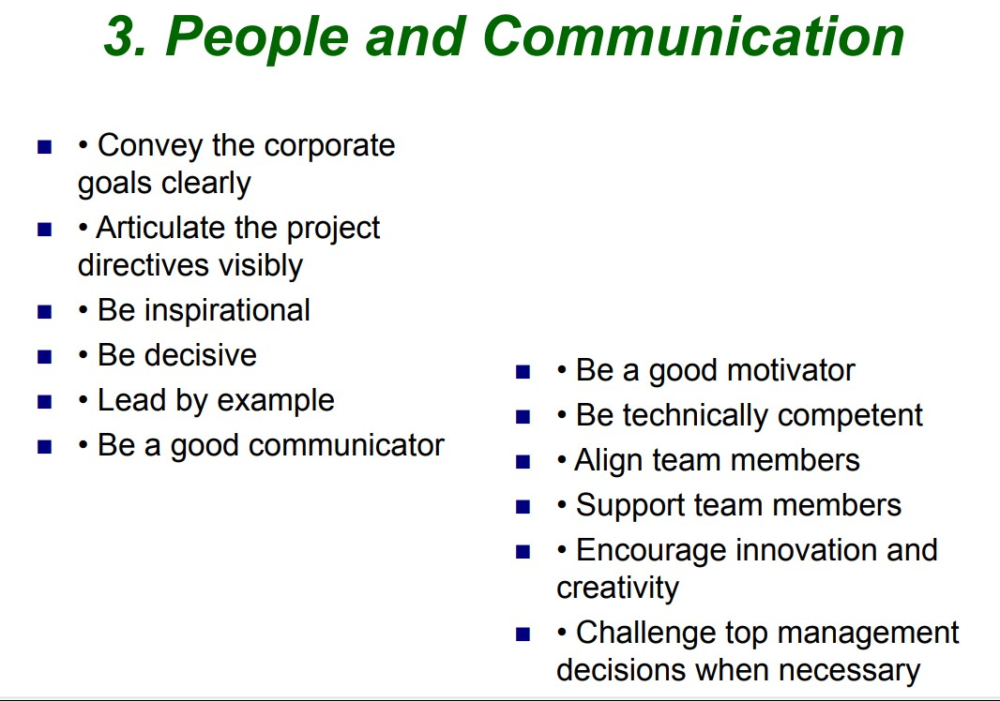 3. People and Communication
■ • Convey the corporate
goals clearly
■ • Articulate the project
directives visibly
■ • Be inspirational
■ • Be decisive
■ • Lead by example
■ • Be a good communicator
■ • Be a good motivator
■ • Be technically competent
■ • Align team members
■ • Support team members
■ • Encourage innovation and
creativity
■ • Challenge top management
decisions when necessary